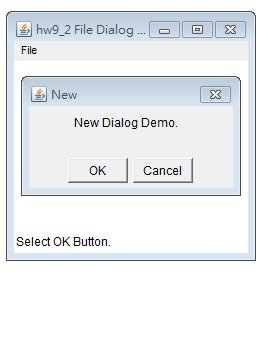 hw9_2 File Dialog ...
File
New
New Dialog Demo.
OK Cancel
Select OK Button.